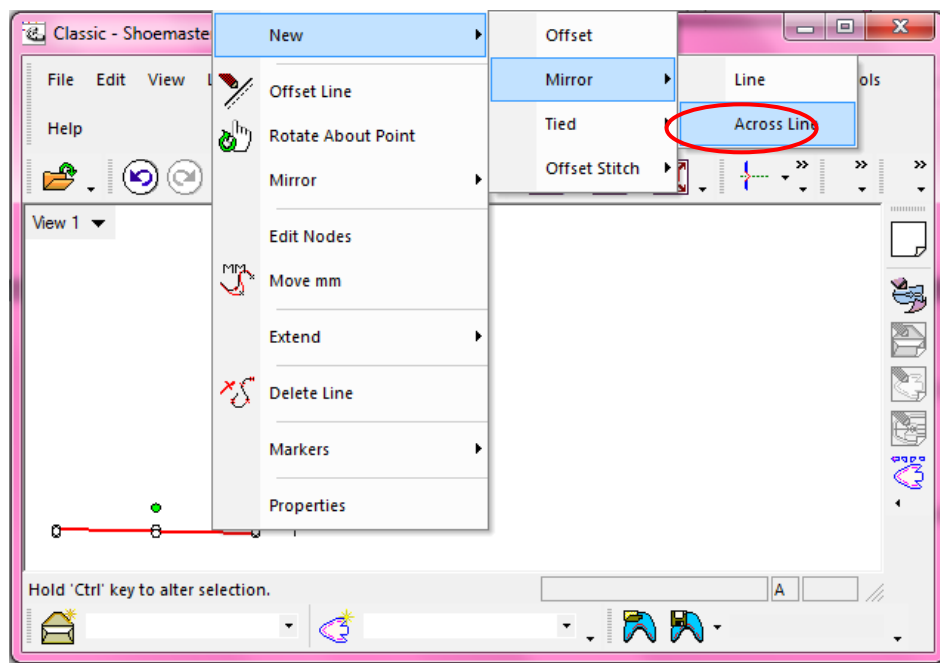 Classic - Shoemaste
File Edit View L
ols
Help
View 1
New
Offset Line
Rotate About Point
Mirror
Edit Nodes
MM
Move mm
Extend
Delete Line
Markers
Properties
Offset
Mirror
Tied
Offset Stitch
Line
Across Line
Hold 'Ctrl' key to alter selection.
A